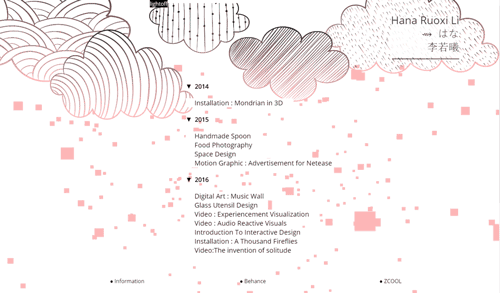 Hana Ruoxi Li
はな
李若曦
▼ 2014
Installation : Mondrian in 3D
▼ 2015
Handmade Spoon
Food Photography
Space Design
Motion Graphic : Advertisement for Netease
▼ 2016
Digital Art : Music Wall
Glass Utensil Design
Video : Experiencement Visualization
Video : Audio Reactive Visuals
Introduction To Interactive Design
Installation : A Thousand Fireflies
Video:The invention of solitude
● Information
● Behance
● ZCOOL